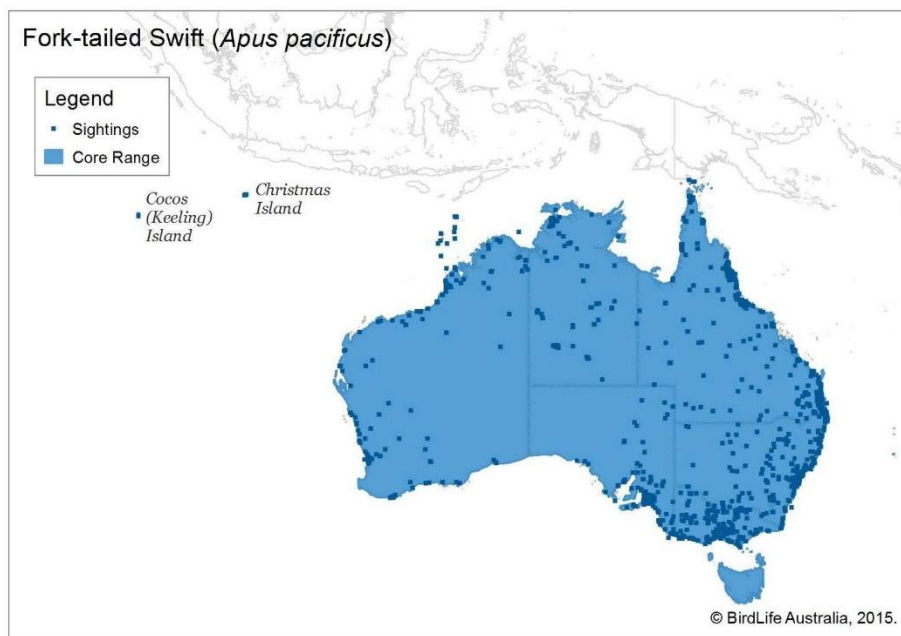 Fork-tailed Swift (Apus pacificus)
Legend
Sightings
Core Range
Cocos
(Keeling)
Island
Christmas
Island
© BirdLife Australia, 2015.